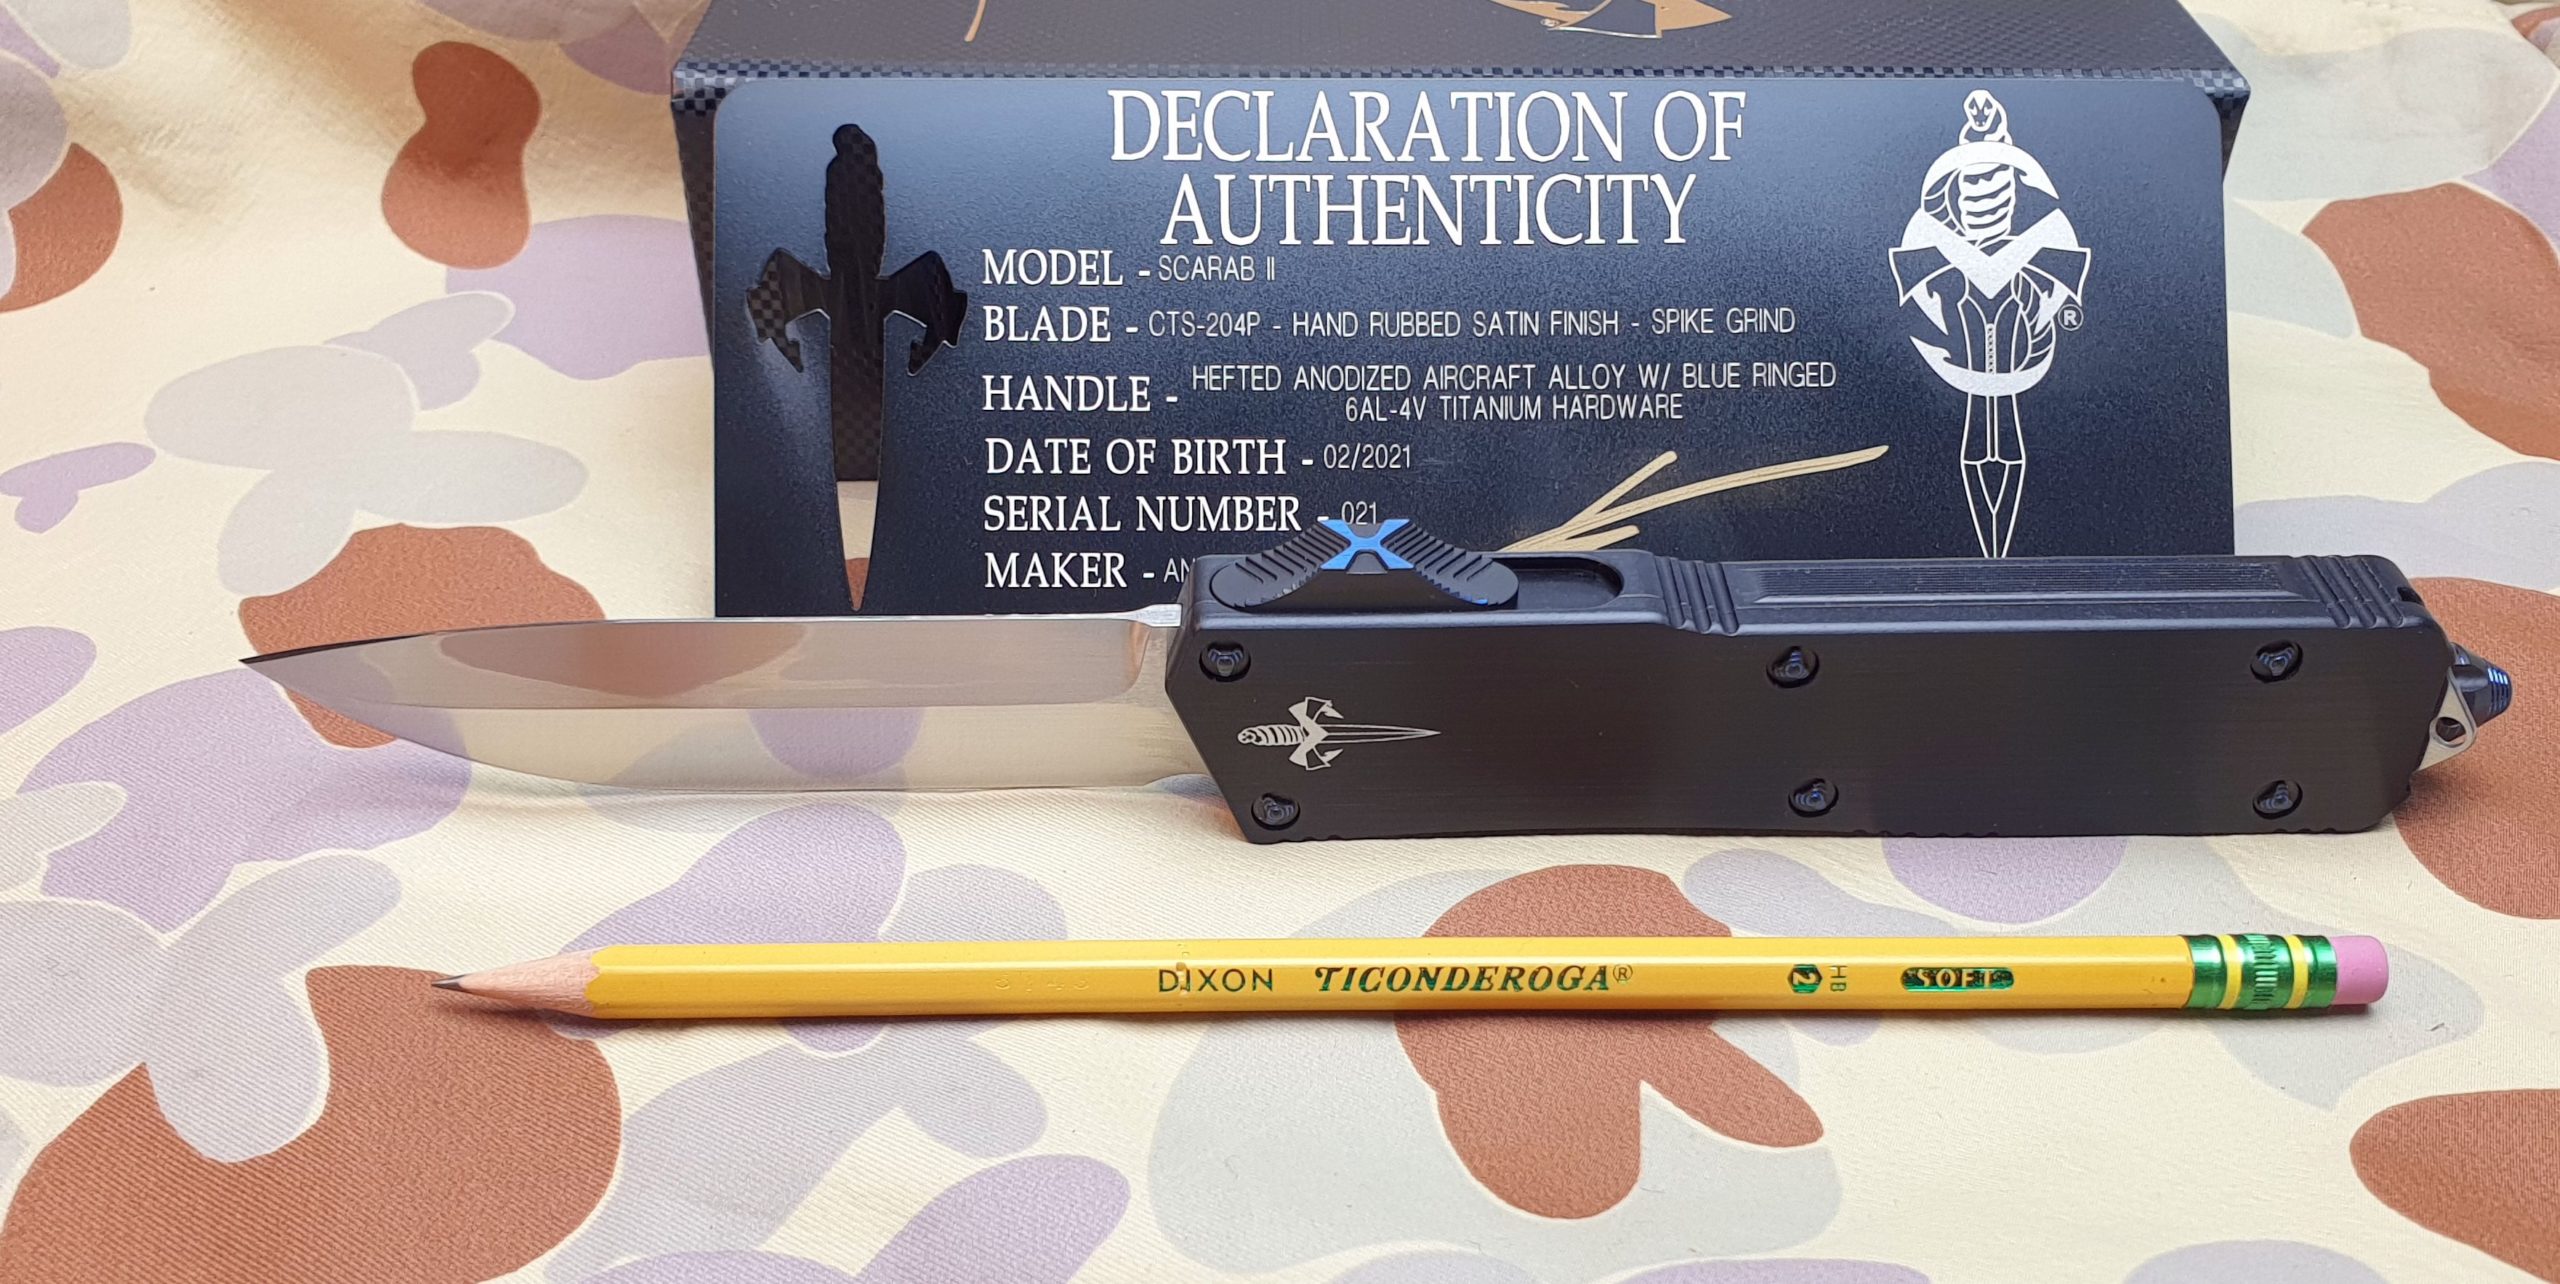 DECLARATION OF
AUTHENTICITY
MODEL - SCARAB II
BLADE - CTS-204P - HAND RUBBED SATIN FINISH - SPIKE GRIND
HANDLE - HEFTED ANODIZED AIRCRAFT ALLOY W/ BLUE RINGED
6AL-4V TITANIUM HARDWARE
DATE OF BIRTH - 02/2021
SERIAL NUMBER - 021
MAKER - AN
®
DIXON TICONDEROGA® 2 HB SOFT